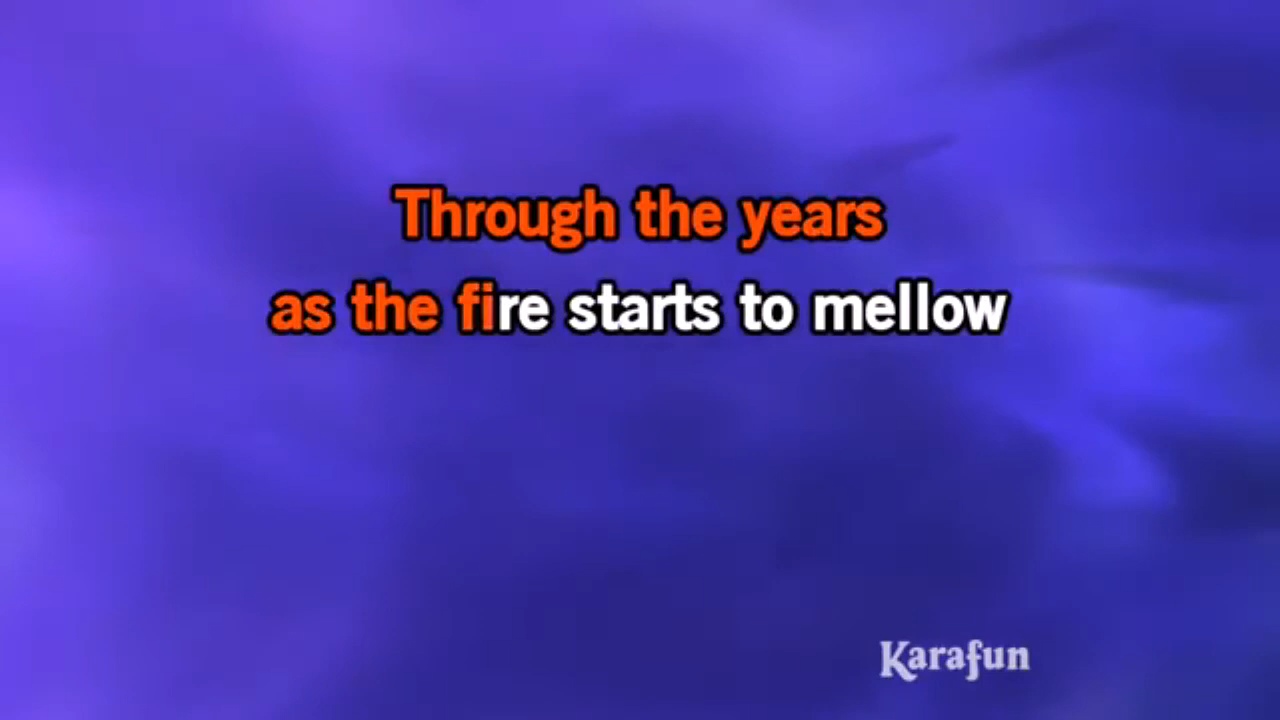 Through the years
as the fire starts to mellow
Karafun